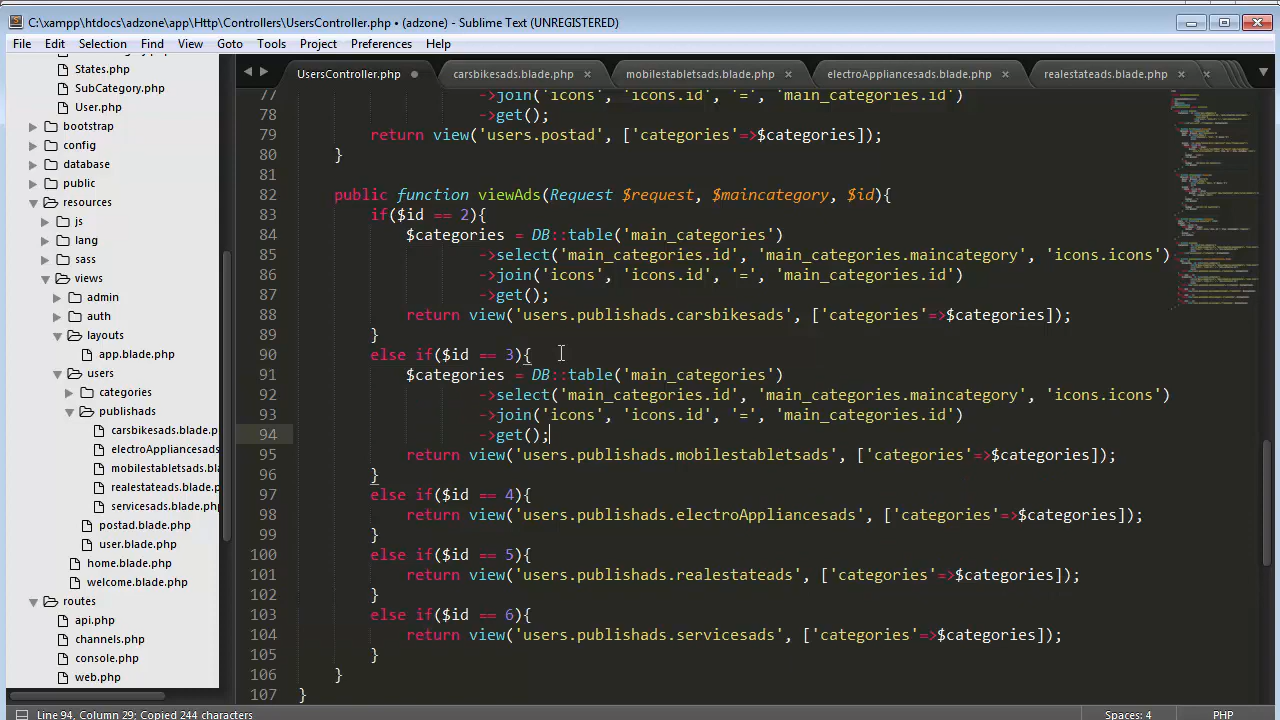 C:\xampp\htdocs\adzone\app\Http\Controllers\UsersController.php • (adzone) - Sublime Text (UNREGISTERED)
File Edit Selection Find View Goto Tools Project Preferences Help
States.php
SubCategory.php
User.php
bootstrap
config
database
public
resources
js
lang
sass
views
admin
auth
layouts
app.blade.php
users
categories
publishads
carsbikesads.blade.p
electroAppliancesads
mobilestabletsads.bla
realestateads.blade.p
servicesads.blade.php
postad.blade.php
user.blade.php
home.blade.php
welcome.blade.php
routes
api.php
channels.php
console.php
web.php
UsersController.php carsbikesads.blade.php mobilestabletsads.blade.php electroAppliancesads.blade.php realestateads.blade.php
77 ->join('icons', 'icons.id', '=', 'main_categories.id')
78 ->get();
79 return view('users.postad', ['categories'=>$categories]);
80 }
81
82 public function viewAds(Request $request, $maincategory, $id){
83 if($id == 2){
84 $categories = DB::table('main_categories')
85 ->select('main_categories.id', 'main_categories.maincategory', 'icons.icons')
86 ->join('icons', 'icons.id', '=', 'main_categories.id')
87 ->get();
88 return view('users.publishads.carsbikesads', ['categories'=>$categories]);
89 }
90 else if($id == 3){
91 $categories = DB::table('main_categories')
92 ->select('main_categories.id', 'main_categories.maincategory', 'icons.icons')
93 ->join('icons', 'icons.id', '=', 'main_categories.id')
94 ->get();
95 return view('users.publishads.mobilestabletsads', ['categories'=>$categories]);
96 }
97 else if($id == 4){
98 return view('users.publishads.electroAppliancesads', ['categories'=>$categories]);
99 }
100 else if($id == 5){
101 return view('users.publishads.realestateads', ['categories'=>$categories]);
102 }
103 else if($id == 6){
104 return view('users.publishads.servicesads', ['categories'=>$categories]);
105 }
106 }
107 }
Line 94, Column 29; Copied 244 characters Spaces: 4 PHP